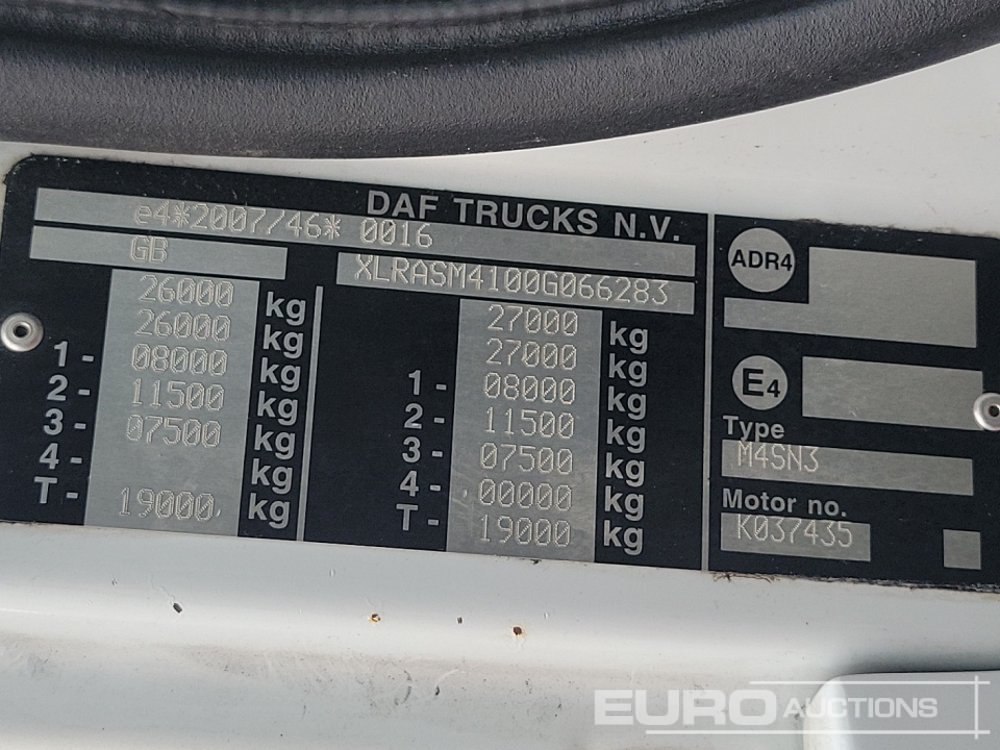 DAF TRUCKS N.V.
e4*2007/46* 0016
GB
XLRASM4100G066283
26000 kg
26000 kg
1- 08000 kg
2- 11500 kg
3- 07500 kg
4- kg
T- 19000 kg
27000 kg
27000 kg
1- 08000 kg
2- 11500 kg
3- 07500 kg
4- 00000 kg
T- 19000 kg
ADR4
E4
Type
M4SN3
Motor no.
K037435
EURO AUCTIONS